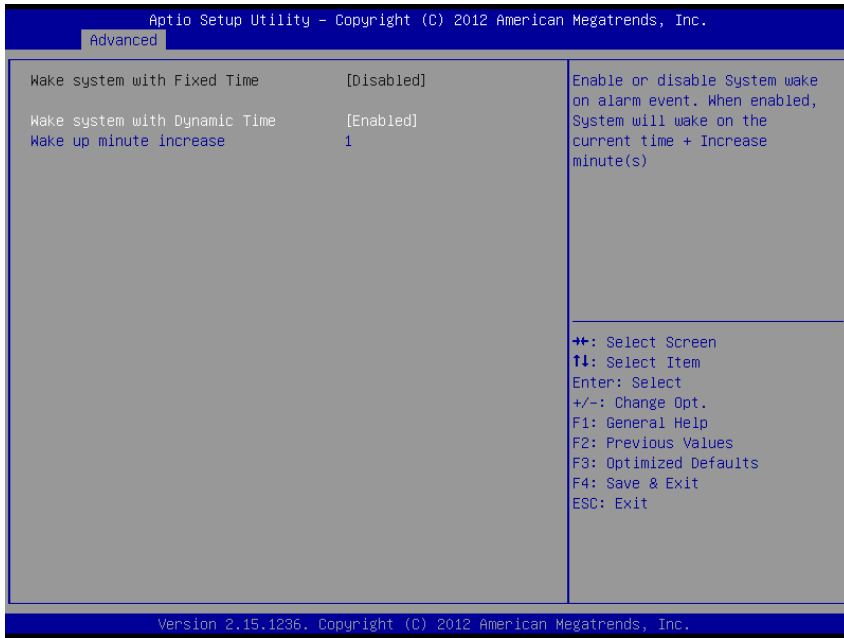 Aptio Setup Utility – Copyright (C) 2012 American Megatrends, Inc.
Advanced
Wake system with Fixed Time [Disabled]
Wake system with Dynamic Time [Enabled]
Wake up minute increase 1
Enable or disable System wake
on alarm event. When enabled,
System will wake on the
current time + Increase
minute(s)
→←: Select Screen
↑↓: Select Item
Enter: Select
+/-: Change Opt.
F1: General Help
F2: Previous Values
F3: Optimized Defaults
F4: Save & Exit
ESC: Exit
Version 2.15.1236. Copyright (C) 2012 American Megatrends, Inc.